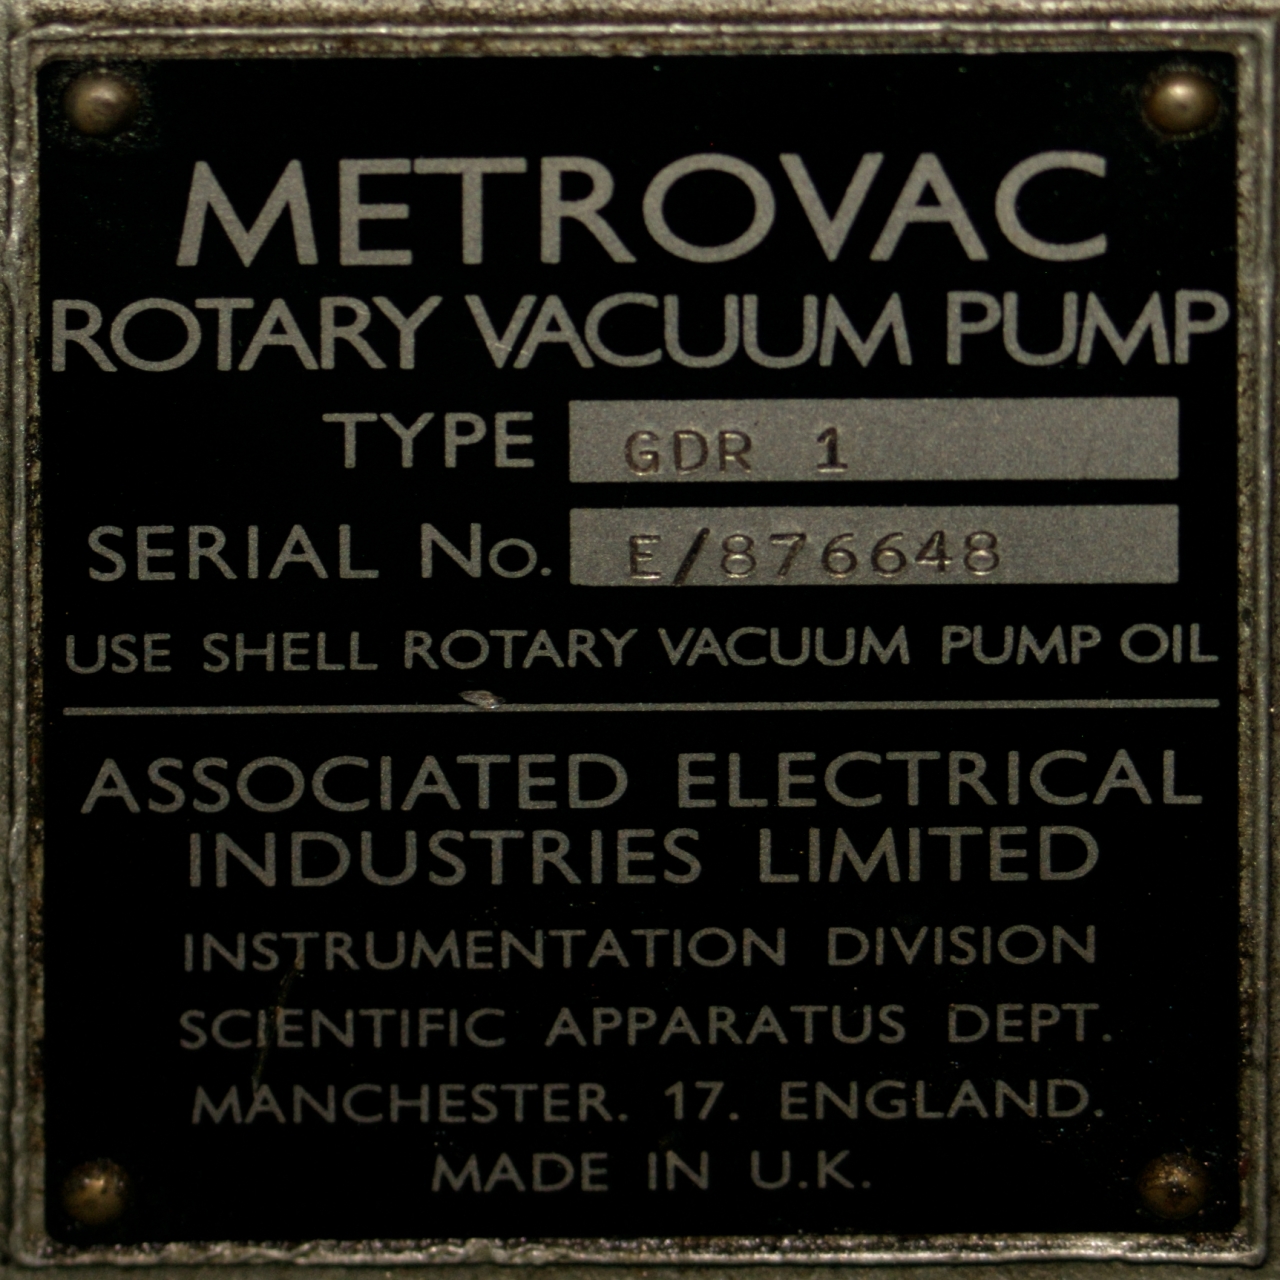 METROVAC
ROTARY VACUUM PUMP
TYPE GDR 1
SERIAL No. E/876648
USE SHELL ROTARY VACUUM PUMP OIL
ASSOCIATED ELECTRICAL
INDUSTRIES LIMITED
INSTRUMENTATION DIVISION
SCIENTIFIC APPARATUS DEPT.
MANCHESTER. 17. ENGLAND.
MADE IN U.K.